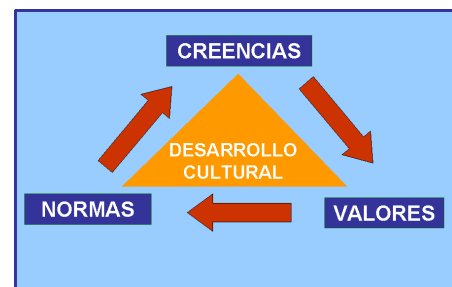 CREENCIAS
DESARROLLO
CULTURAL
NORMAS
VALORES